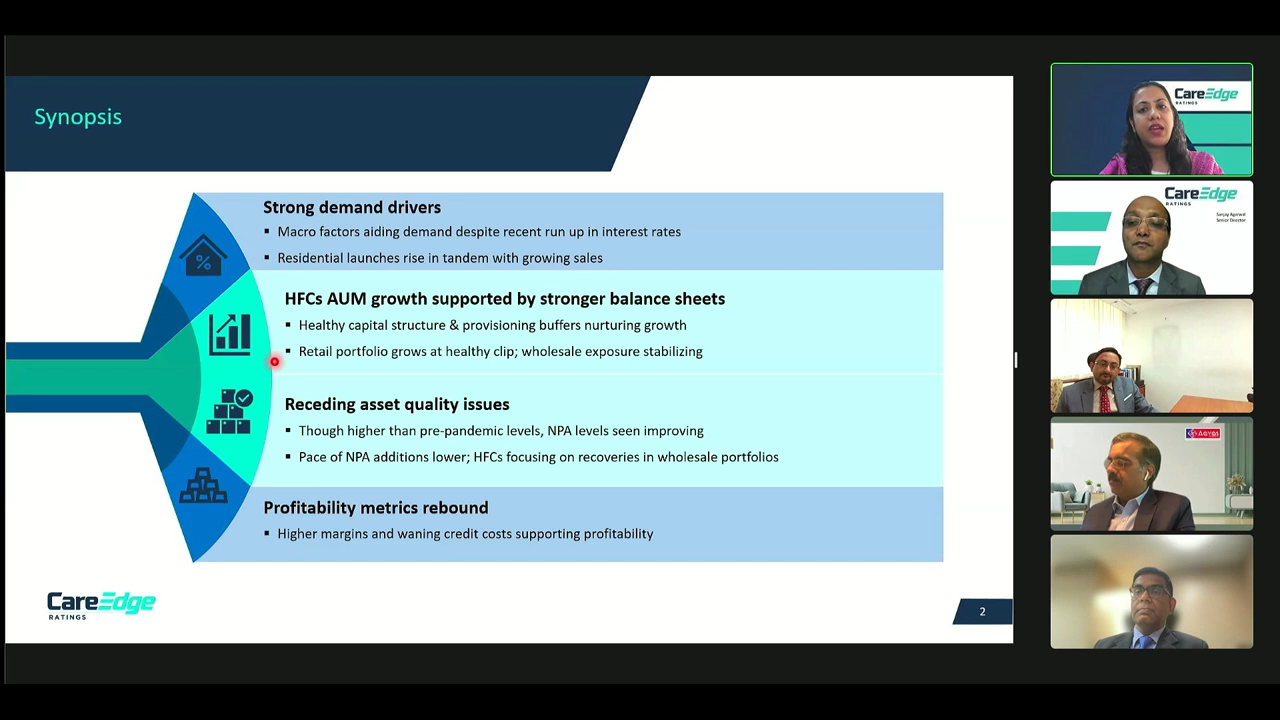 Synopsis
Strong demand drivers
▪ Macro factors aiding demand despite recent run up in interest rates
▪ Residential launches rise in tandem with growing sales
%
HFCs AUM growth supported by stronger balance sheets
▪ Healthy capital structure & provisioning buffers nurturing growth
▪ Retail portfolio grows at healthy clip; wholesale exposure stabilizing
Receding asset quality issues
▪ Though higher than pre-pandemic levels, NPA levels seen improving
▪ Pace of NPA additions lower; HFCs focusing on recoveries in wholesale portfolios
Profitability metrics rebound
▪ Higher margins and waning credit costs supporting profitability
CareEdge
RATINGS
2
CareEdge
RATINGS
CareEdge
RATINGS
Sanjay Agarwal
Senior Director